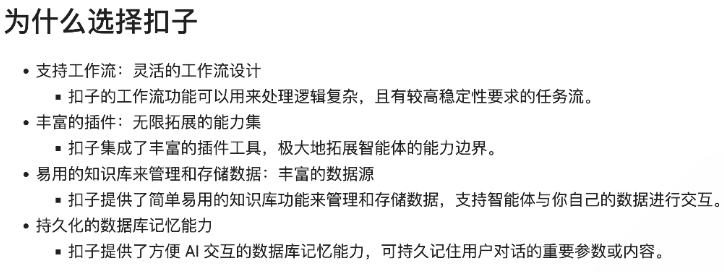 为什么选择扣子
• 支持工作流：灵活的工作流设计
▪ 扣子的工作流功能可以用来处理逻辑复杂，且有较高稳定性要求的任务流。
• 丰富的插件：无限拓展的能力集
▪ 扣子集成了丰富的插件工具，极大地拓展智能体的能力边界。
• 易用的知识库来管理和存储数据：丰富的数据源
▪ 扣子提供了简单易用的知识库功能来管理和存储数据，支持智能体与你自己的数据进行交互。
• 持久化的数据库记忆能力
▪ 扣子提供了方便 AI 交互的数据库记忆能力，可持久记住用户对话的重要参数或内容。